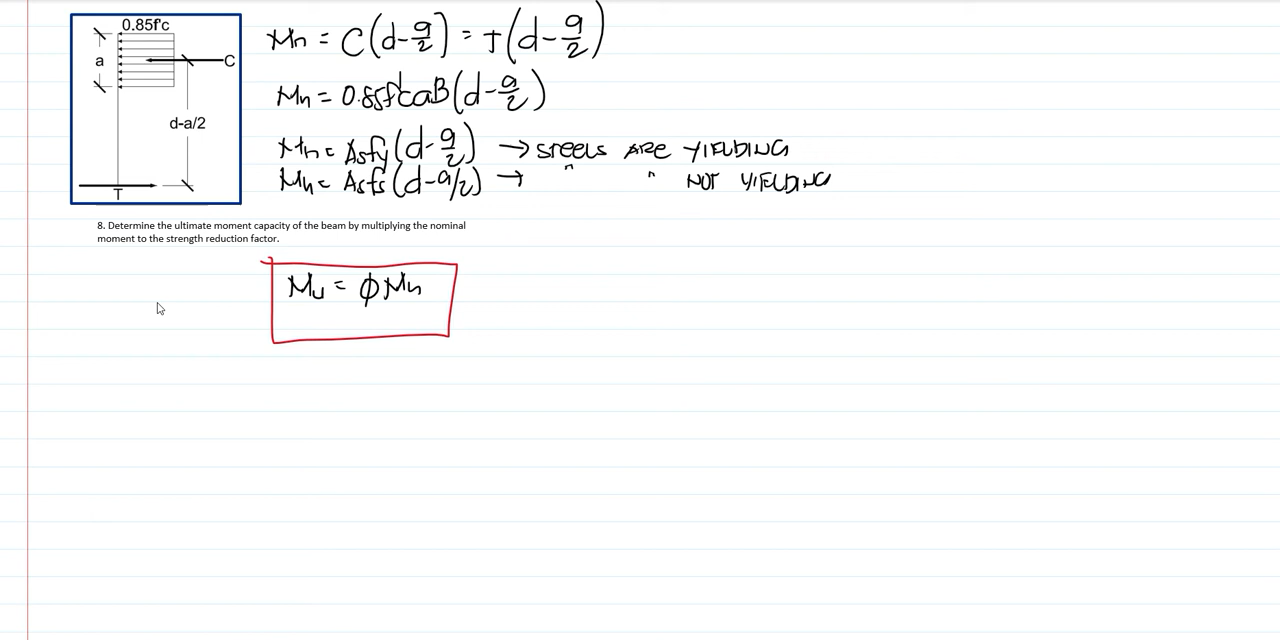 0.85f'c
a
C
d-a/2
T
Mn = C(d-a/2) = T(d-a/2)
Mn = 0.85f'caB(d-a/2)
Mn = Asfy(d-a/2) → STEELS ARE YIELDING
Mn = Asfs(d-a/2) → " " NOT YIELDING
8. Determine the ultimate moment capacity of the beam by multiplying the nominal
moment to the strength reduction factor.
Mu = φMn